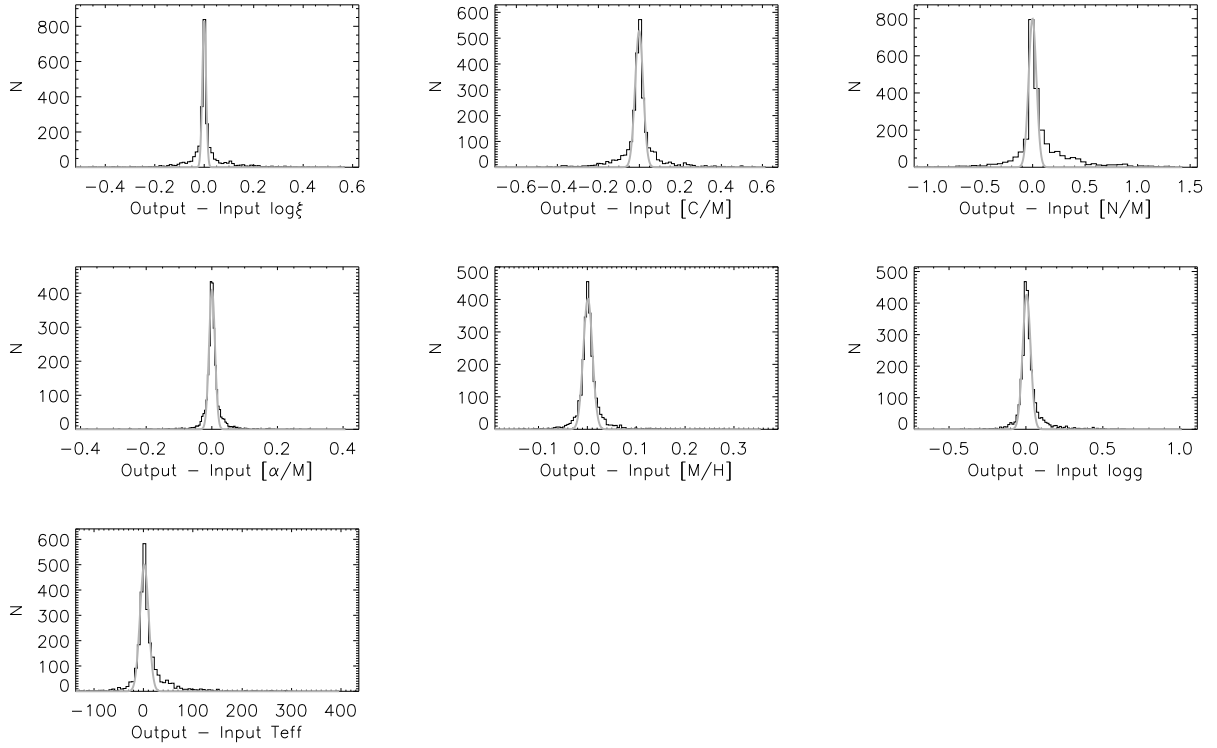 800
600
400
200
0
N
−0.4 −0.2 0.0 0.2 0.4 0.6
Output − Input logξ
600
500
400
300
200
100
0
N
−0.6−0.4−0.2 0.0 0.2 0.4 0.6
Output − Input [C/M]
800
600
400
200
0
N
−1.0 −0.5 0.0 0.5 1.0 1.5
Output − Input [N/M]
400
300
200
100
0
N
−0.4 −0.2 0.0 0.2 0.4
Output − Input [α/M]
500
400
300
200
100
0
N
−0.1 0.0 0.1 0.2 0.3
Output − Input [M/H]
500
400
300
200
100
0
N
−0.5 0.0 0.5 1.0
Output − Input logg
600
500
400
300
200
100
0
N
−100 0 100 200 300 400
Output − Input Teff